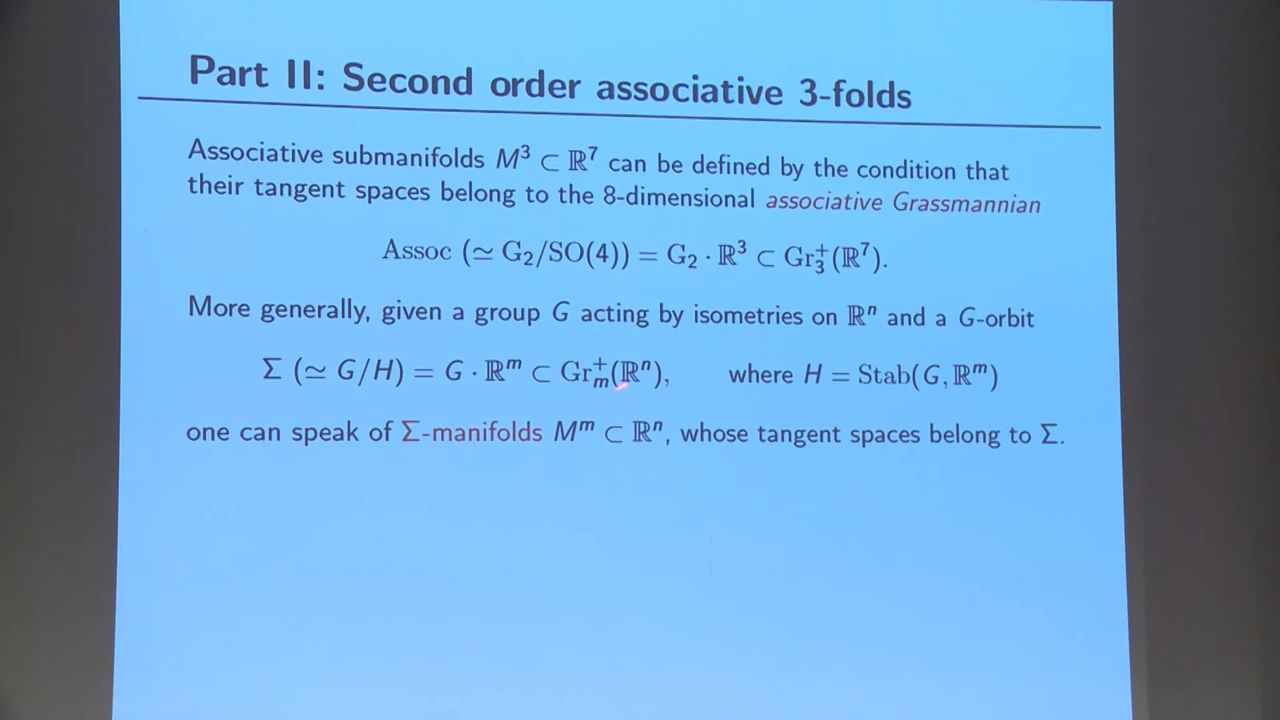 Part II: Second order associative 3-folds
Associative submanifolds M³ ⊂ ℝ⁷ can be defined by the condition that
their tangent spaces belong to the 8-dimensional associative Grassmannian
Assoc (≃ G₂/SO(4)) = G₂ · ℝ³ ⊂ Gr₃⁺(ℝ⁷).
More generally, given a group G acting by isometries on ℝⁿ and a G-orbit
Σ (≃ G/H) = G · ℝᵐ ⊂ Grₘ⁺(ℝⁿ), where H = Stab(G, ℝᵐ)
one can speak of Σ-manifolds Mᵐ ⊂ ℝⁿ, whose tangent spaces belong to Σ.